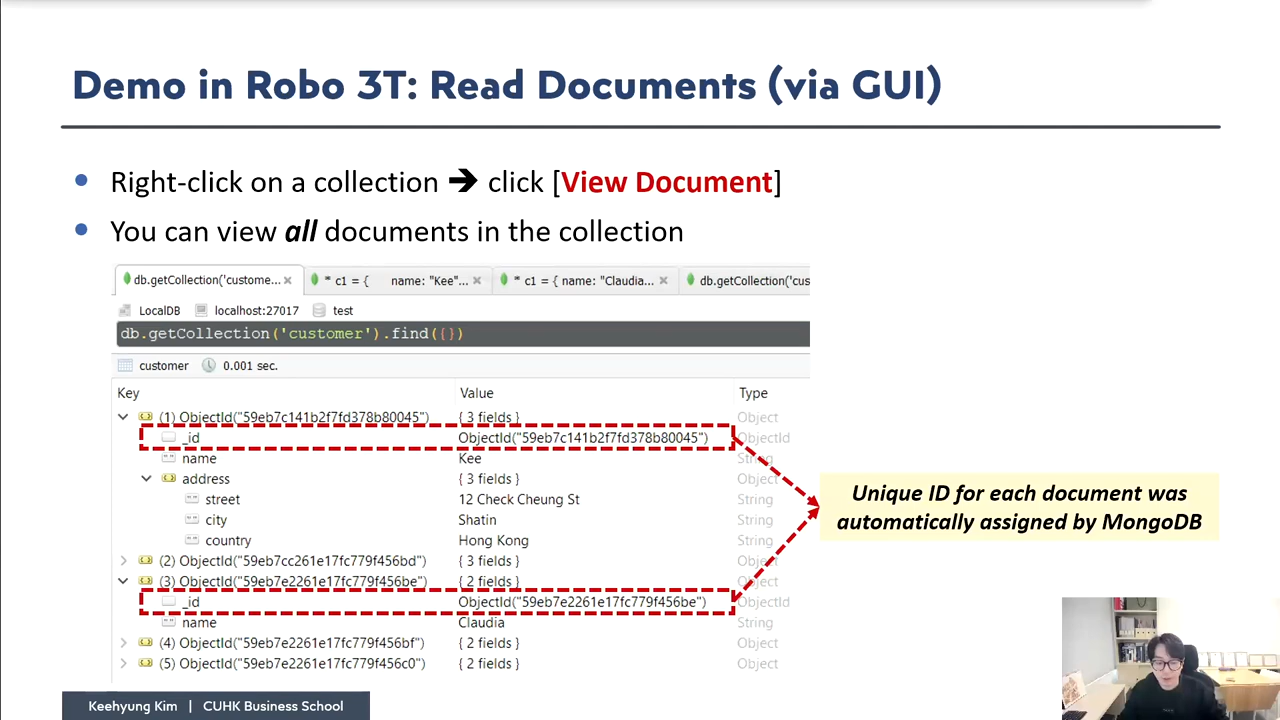 Demo in Robo 3T: Read Documents (via GUI)
Right-click on a collection ➔ click [View Document]
You can view all documents in the collection
db.getCollection('custome... × * c1 = { name: "Kee"... × * c1 = { name: "Claudia... × db.getCollection('cus
LocalDB localhost:27017 test
db.getCollection('customer').find({})
customer 0.001 sec.
Key Value Type
(1) ObjectId("59eb7c141b2f7fd378b80045") { 3 fields } Object
_id ObjectId("59eb7c141b2f7fd378b80045") ObjectId
name Kee String
address { 3 fields } Object
street 12 Check Cheung St String
city Shatin String
country Hong Kong String
(2) ObjectId("59eb7cc261e17fc779f456bd") { 3 fields } Object
(3) ObjectId("59eb7e2261e17fc779f456be") { 2 fields } Object
_id ObjectId("59eb7e2261e17fc779f456be") ObjectId
name Claudia String
(4) ObjectId("59eb7e2261e17fc779f456bf") { 2 fields } Object
(5) ObjectId("59eb7e2261e17fc779f456c0") { 2 fields } Object
Unique ID for each document was
automatically assigned by MongoDB
Keehyung Kim | CUHK Business School